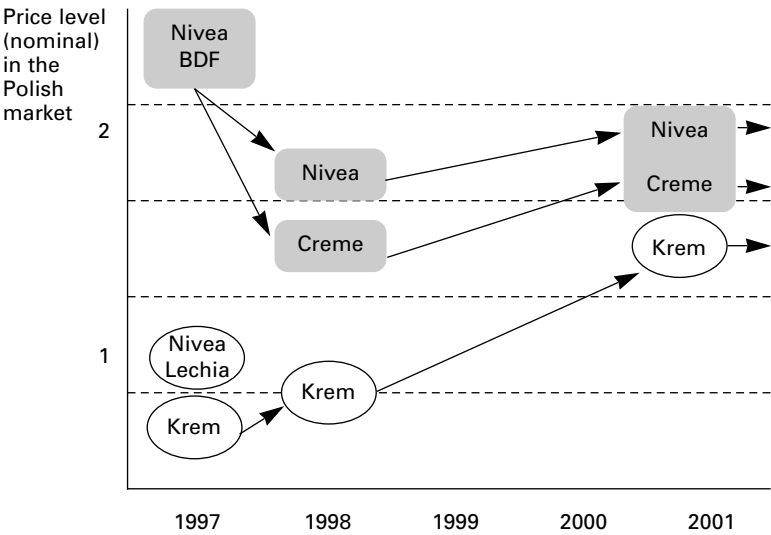 Price level
(nominal)
in the
Polish
market
2
1
Nivea
BDF
Nivea
Creme
Nivea
Creme
Krem
Nivea
Lechia
Krem
Krem
1997 1998 1999 2000 2001